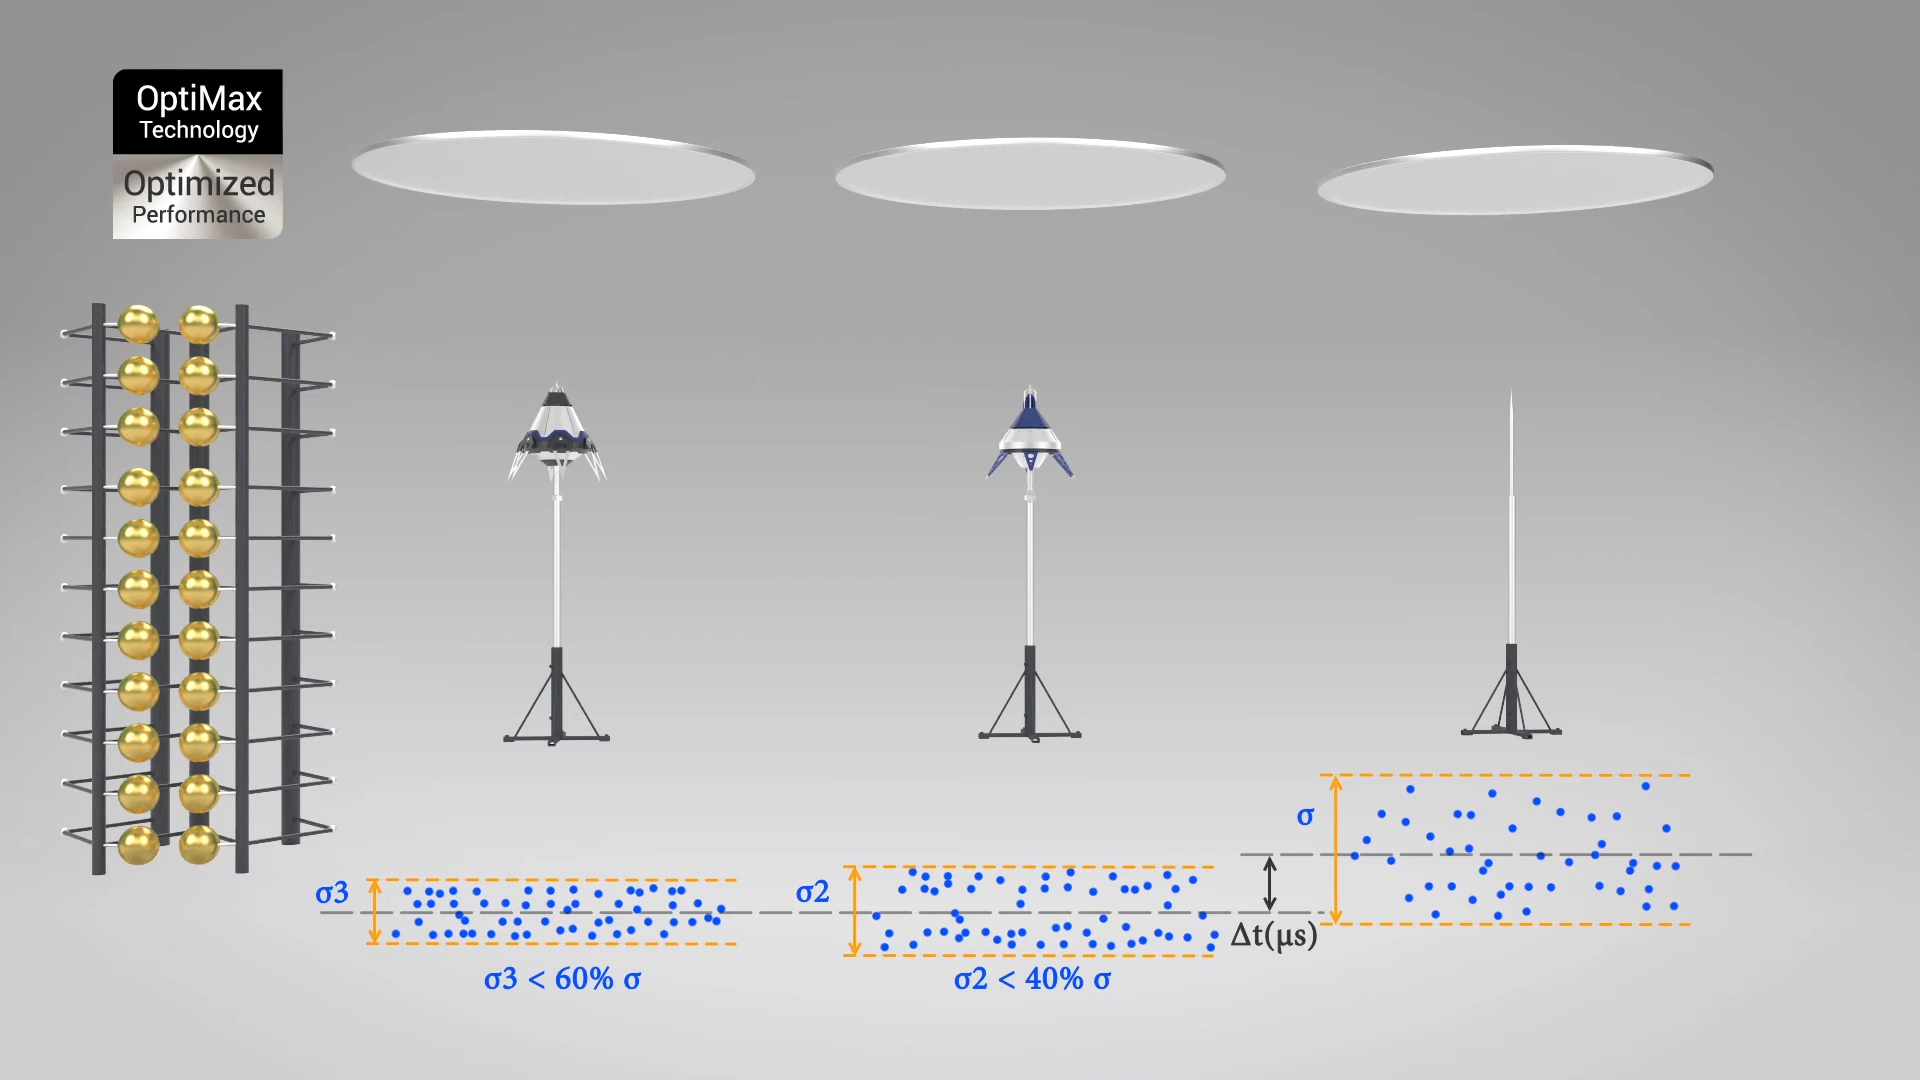 OptiMax
Technology
Optimized
Performance
σ
σ3
σ2
Δt(µs)
σ3 < 60% σ
σ2 < 40% σ